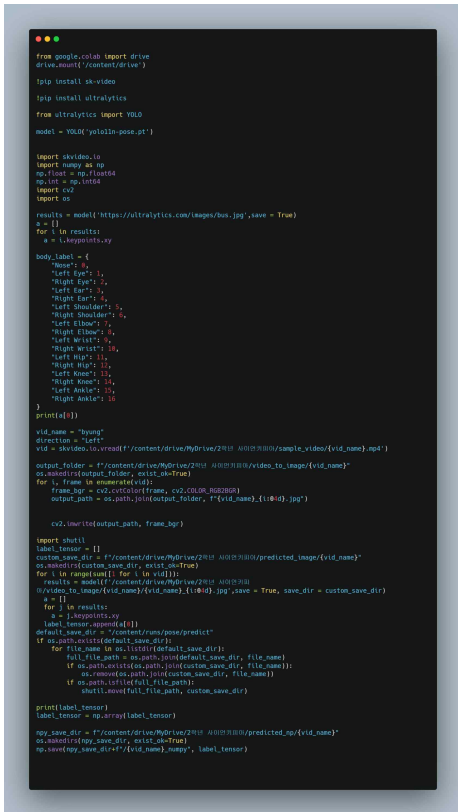 from google.colab import drive
drive.mount('/content/drive')
!pip install sk-video
!pip install ultralytics
from ultralytics import YOLO
model = YOLO('yolo11n-pose.pt')
import skvideo.io
import numpy as np
np.float = np.float64
np.int = np.int64
import cv2
import os
results = model('https://ultralytics.com/images/bus.jpg',save = True)
a = []
for i in results:
  a = i.keypoints.xy
body_label = {
    "Nose": 0,
    "Left Eye": 1,
    "Right Eye": 2,
    "Left Ear": 3,
    "Right Ear": 4,
    "Left Shoulder": 5,
    "Right Shoulder": 6,
    "Left Elbow": 7,
    "Right Elbow": 8,
    "Left Wrist": 9,
    "Right Wrist": 10,
    "Left Hip": 11,
    "Right Hip": 12,
    "Left Knee": 13,
    "Right Knee": 14,
    "Left Ankle": 15,
    "Right Ankle": 16
}
print(a[0])
vid_name = "byung"
direction = "Left"
vid = skvideo.io.vread(f'/content/drive/MyDrive/2학년 사이언키피아/sample_video/{vid_name}.mp4')
output_folder = f"/content/drive/MyDrive/2학년 사이언키피아/video_to_image/{vid_name}"
os.makedirs(output_folder, exist_ok=True)
for i, frame in enumerate(vid):
    frame_bgr = cv2.cvtColor(frame, cv2.COLOR_RGB2BGR)
    output_path = os.path.join(output_folder, f"{vid_name}_{i:04d}.jpg")
    cv2.imwrite(output_path, frame_bgr)
import shutil
label_tensor = []
custom_save_dir = f"/content/drive/MyDrive/2학년 사이언키피아/predicted_image/{vid_name}"
os.makedirs(custom_save_dir, exist_ok=True)
for i in range(sum([1 for i in vid])):
  results = model(f'/content/drive/MyDrive/2학년 사이언키피
아/video_to_image/{vid_name}/{vid_name}_{i:04d}.jpg',save = True, save_dir = custom_save_dir)
  a = []
  for j in results:
    a = j.keypoints.xy
  label_tensor.append(a[0])
default_save_dir = "/content/runs/pose/predict"
if os.path.exists(default_save_dir):
    for file_name in os.listdir(default_save_dir):
        full_file_path = os.path.join(default_save_dir, file_name)
        if os.path.exists(os.path.join(custom_save_dir, file_name)):
            os.remove(os.path.join(custom_save_dir, file_name))
        if os.path.isfile(full_file_path):
            shutil.move(full_file_path, custom_save_dir)
print(label_tensor)
label_tensor = np.array(label_tensor)
npy_save_dir = f"/content/drive/MyDrive/2학년 사이언키피아/predicted_np/{vid_name}"
os.makedirs(npy_save_dir, exist_ok=True)
np.save(npy_save_dir+f"/{vid_name}_numpy", label_tensor)